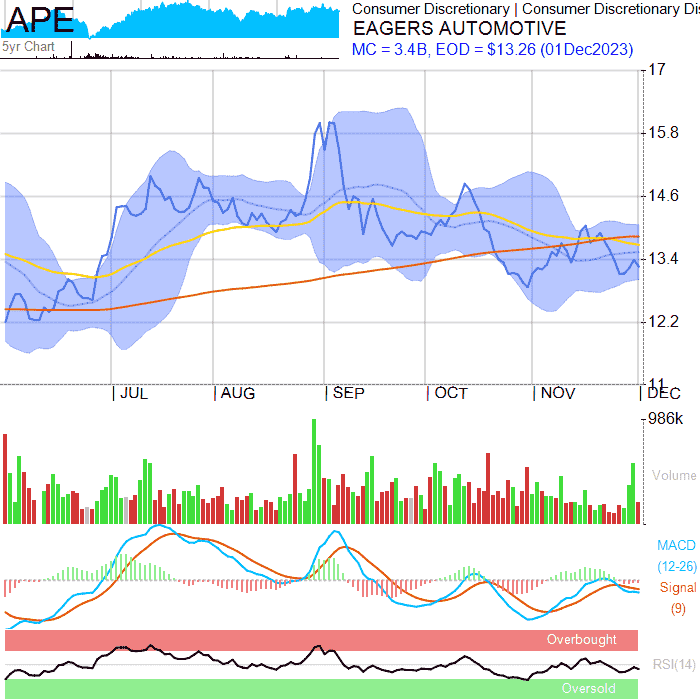 APE
5yr Chart
Consumer Discretionary | Consumer Discretionary Dis
EAGERS AUTOMOTIVE
MC = 3.4B, EOD = $13.26 (01Dec2023)
17
15.8
14.6
13.4
12.2
11
JUL AUG SEP OCT NOV DEC
986k
Volume
MACD
(12-26)
Signal
(9)
Overbought
RSI(14)
Oversold